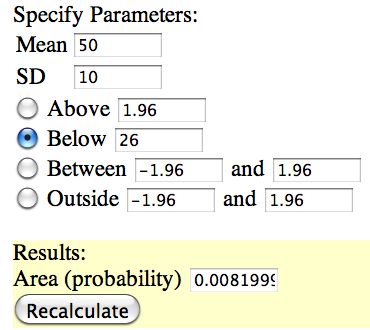 Specify Parameters:
Mean 50
SD 10
Above 1.96
Below 26
Between -1.96 and 1.96
Outside -1.96 and 1.96
Results:
Area (probability) 0.0081999
Recalculate